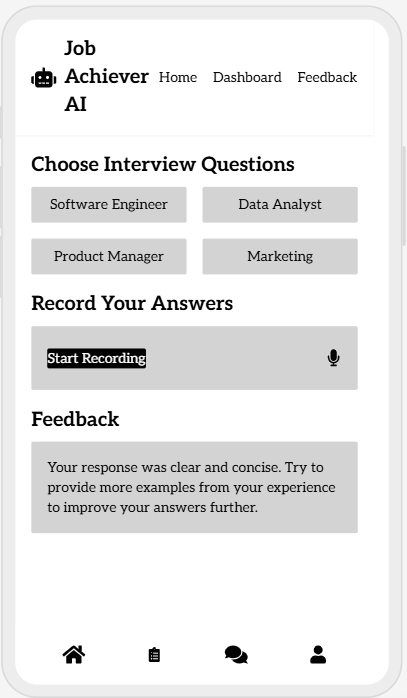 Job
Achiever
AI
Home Dashboard Feedback
Choose Interview Questions
Software Engineer Data Analyst
Product Manager Marketing
Record Your Answers
Start Recording
Feedback
Your response was clear and concise. Try to
provide more examples from your experience
to improve your answers further.